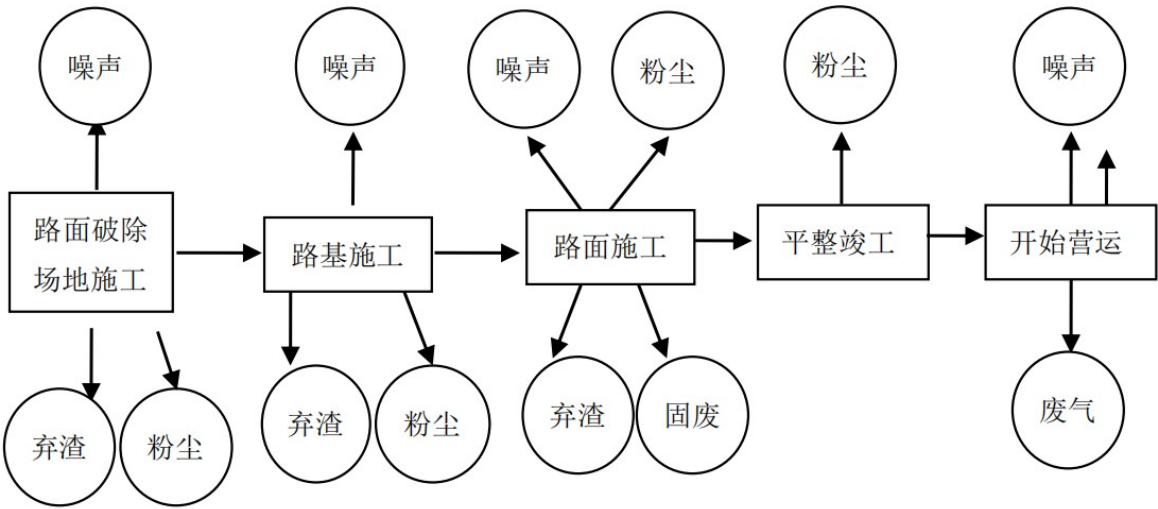 噪声
噪声
噪声
粉尘
粉尘
噪声
路面破除
场地施工
路基施工
路面施工
平整竣工
开始营运
弃渣
粉尘
弃渣
粉尘
弃渣
固废
废气